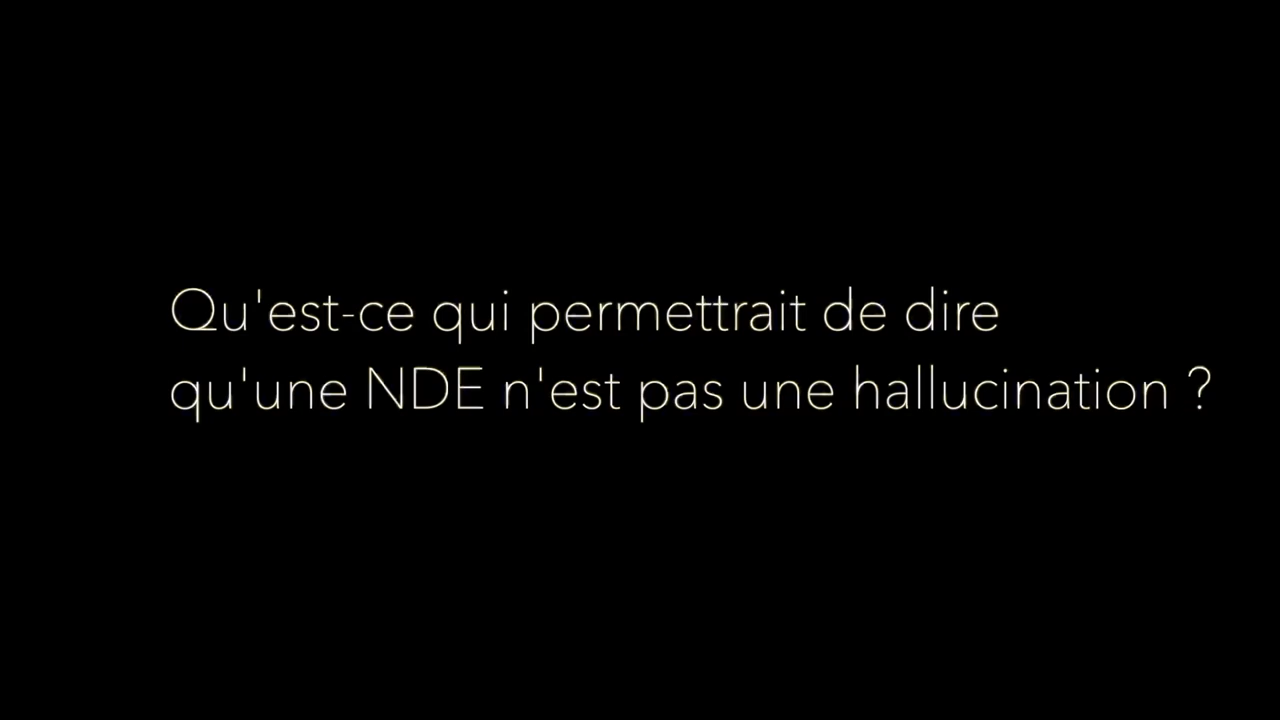 Qu'est-ce qui permettrait de dire
qu'une NDE n'est pas une hallucination ?